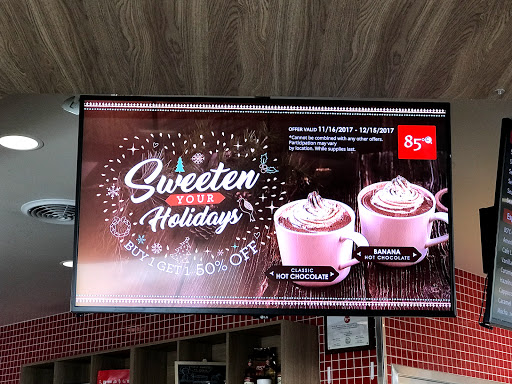 OFFER VALID 11/16/2017 - 12/15/2017
*Cannot be combined with any other offers.
Participation may vary
by location. While supplies last.
85°C
Sweeten
YOUR
Holidays
BUY 1 GET 1 50% OFF
BANANA
HOT CHOCOLATE
CLASSIC
HOT CHOCOLATE
LG